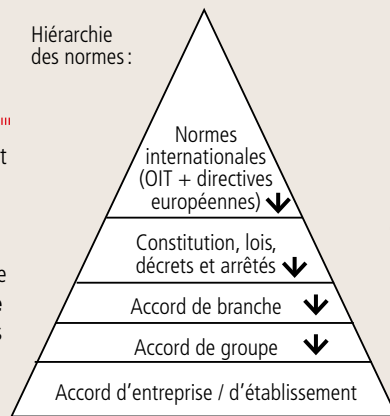 Hiérarchie
des normes :
Normes
internationales
(OIT + directives
européennes)
Constitution, lois,
décrets et arrêtés
Accord de branche
Accord de groupe
Accord d’entreprise / d’établissement